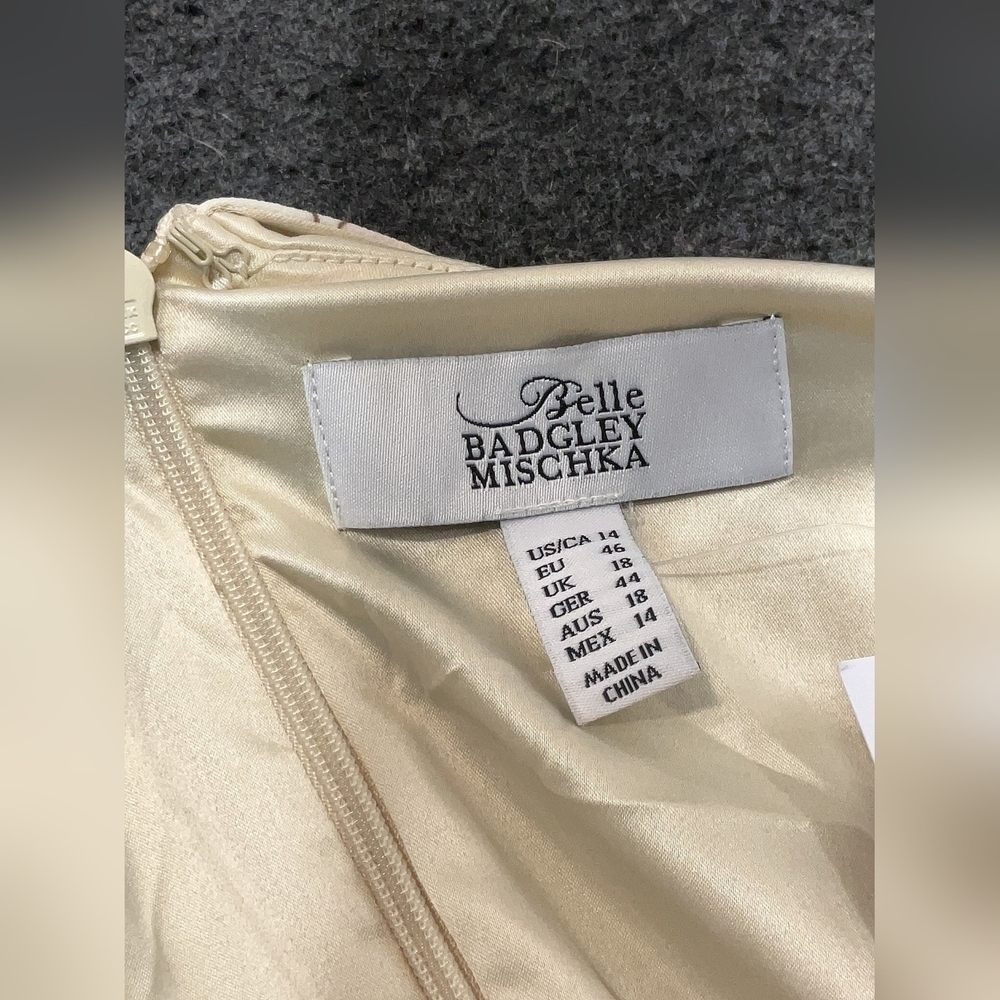 Belle
BADGLEY
MISCHKA
US/CA 14
EU 46
UK 18
GER 44
AUS 18
MEX 14
MADE IN
CHINA